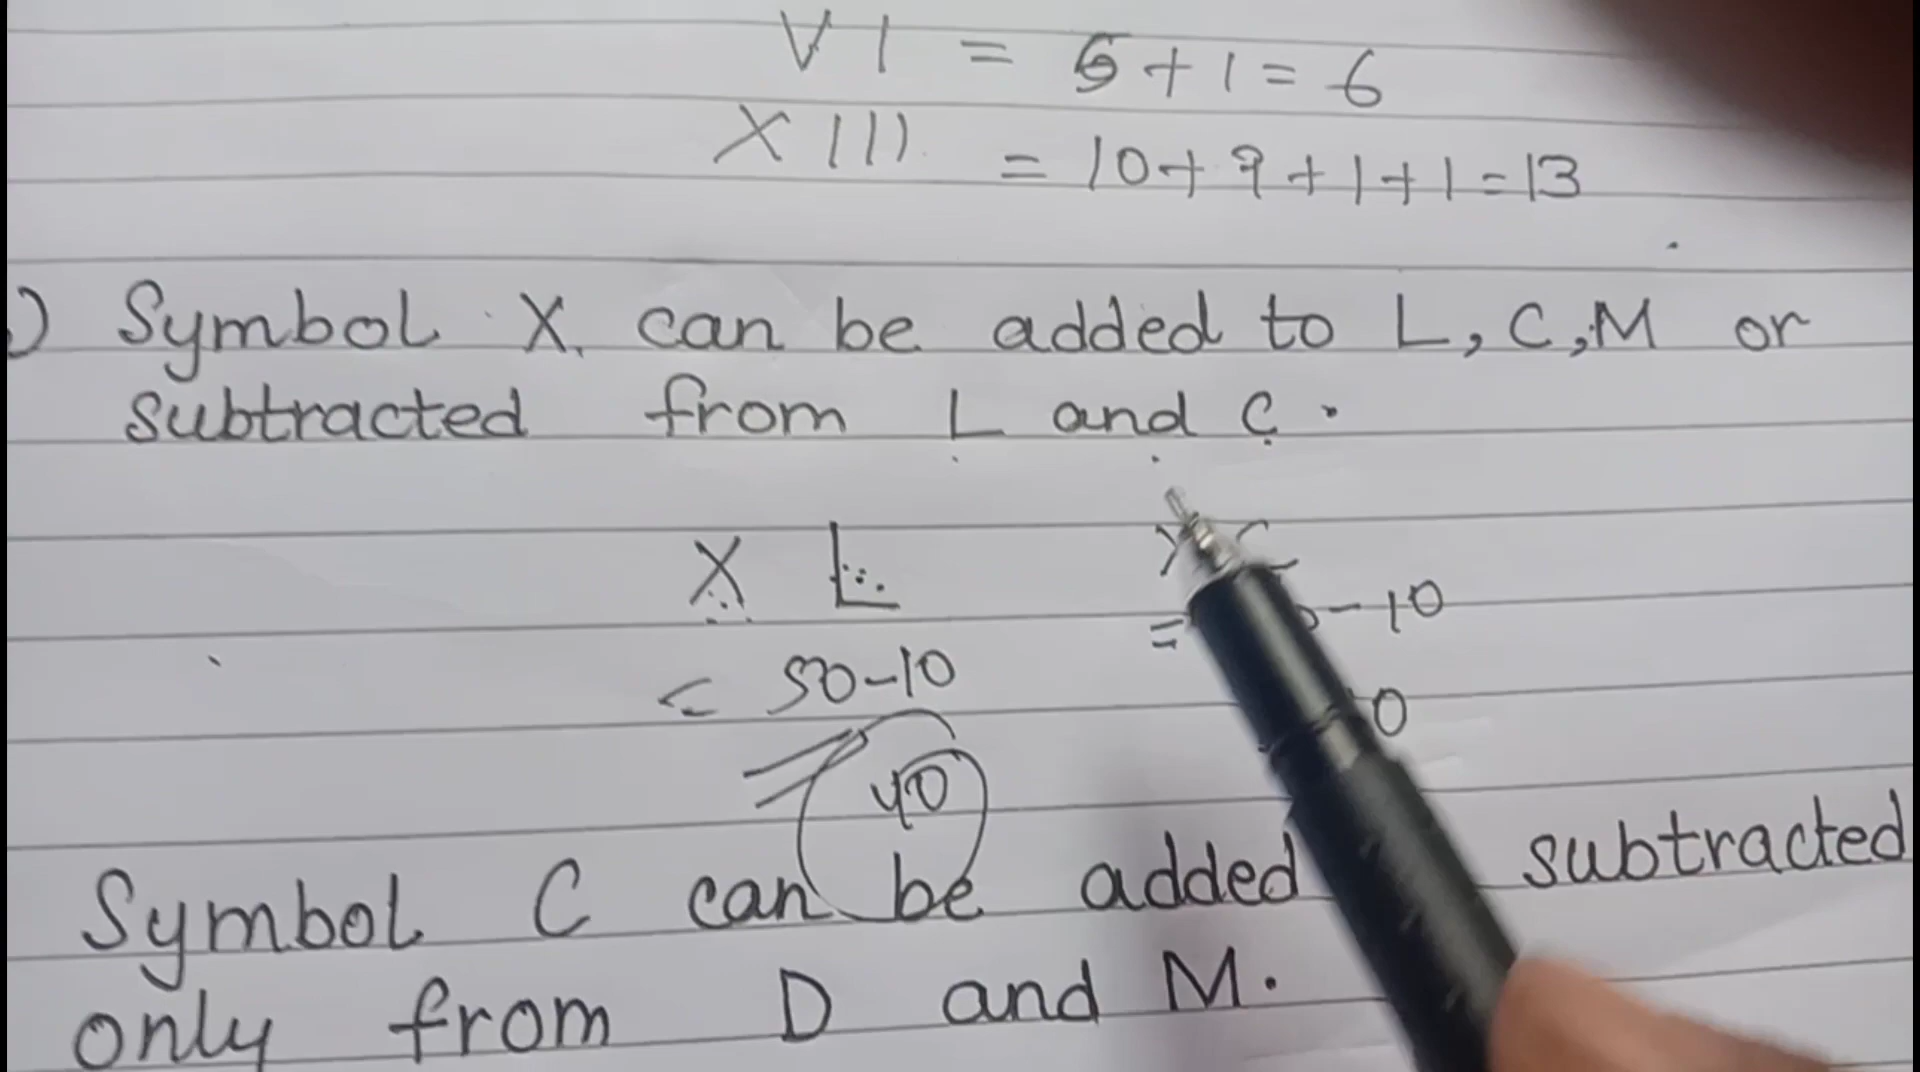 VI = 5+1=6
XIII = 10+1+1+1=13
) Symbol X can be added to L, C, M or
subtracted from L and C.
X L
= 50-10 -10
= 40 0
Symbol C can be added subtracted
only from D and M.